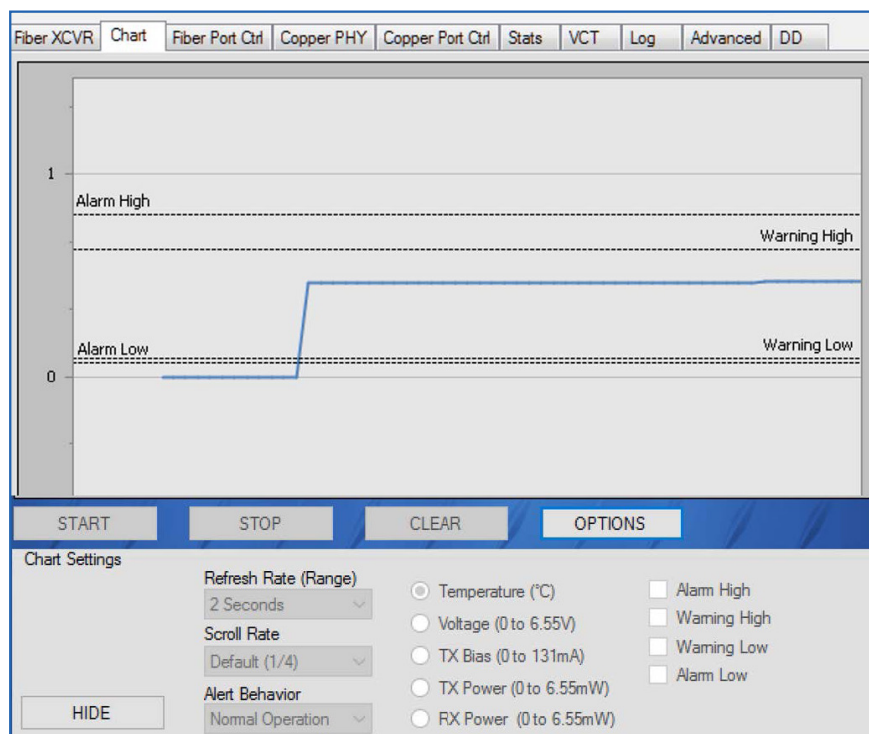 Fiber XCVR Chart Fiber Port Ctrl Copper PHY Copper Port Ctrl Stats VCT Log Advanced DD
1
Alarm High
Warning High
Alarm Low
Warning Low
0
START STOP CLEAR OPTIONS
Chart Settings
Refresh Rate (Range)
2 Seconds
Scroll Rate
Default (1/4)
Alert Behavior
Normal Operation
HIDE
Temperature (°C)
Voltage (0 to 6.55V)
TX Bias (0 to 131mA)
TX Power (0 to 6.55mW)
RX Power (0 to 6.55mW)
Alarm High
Warning High
Warning Low
Alarm Low